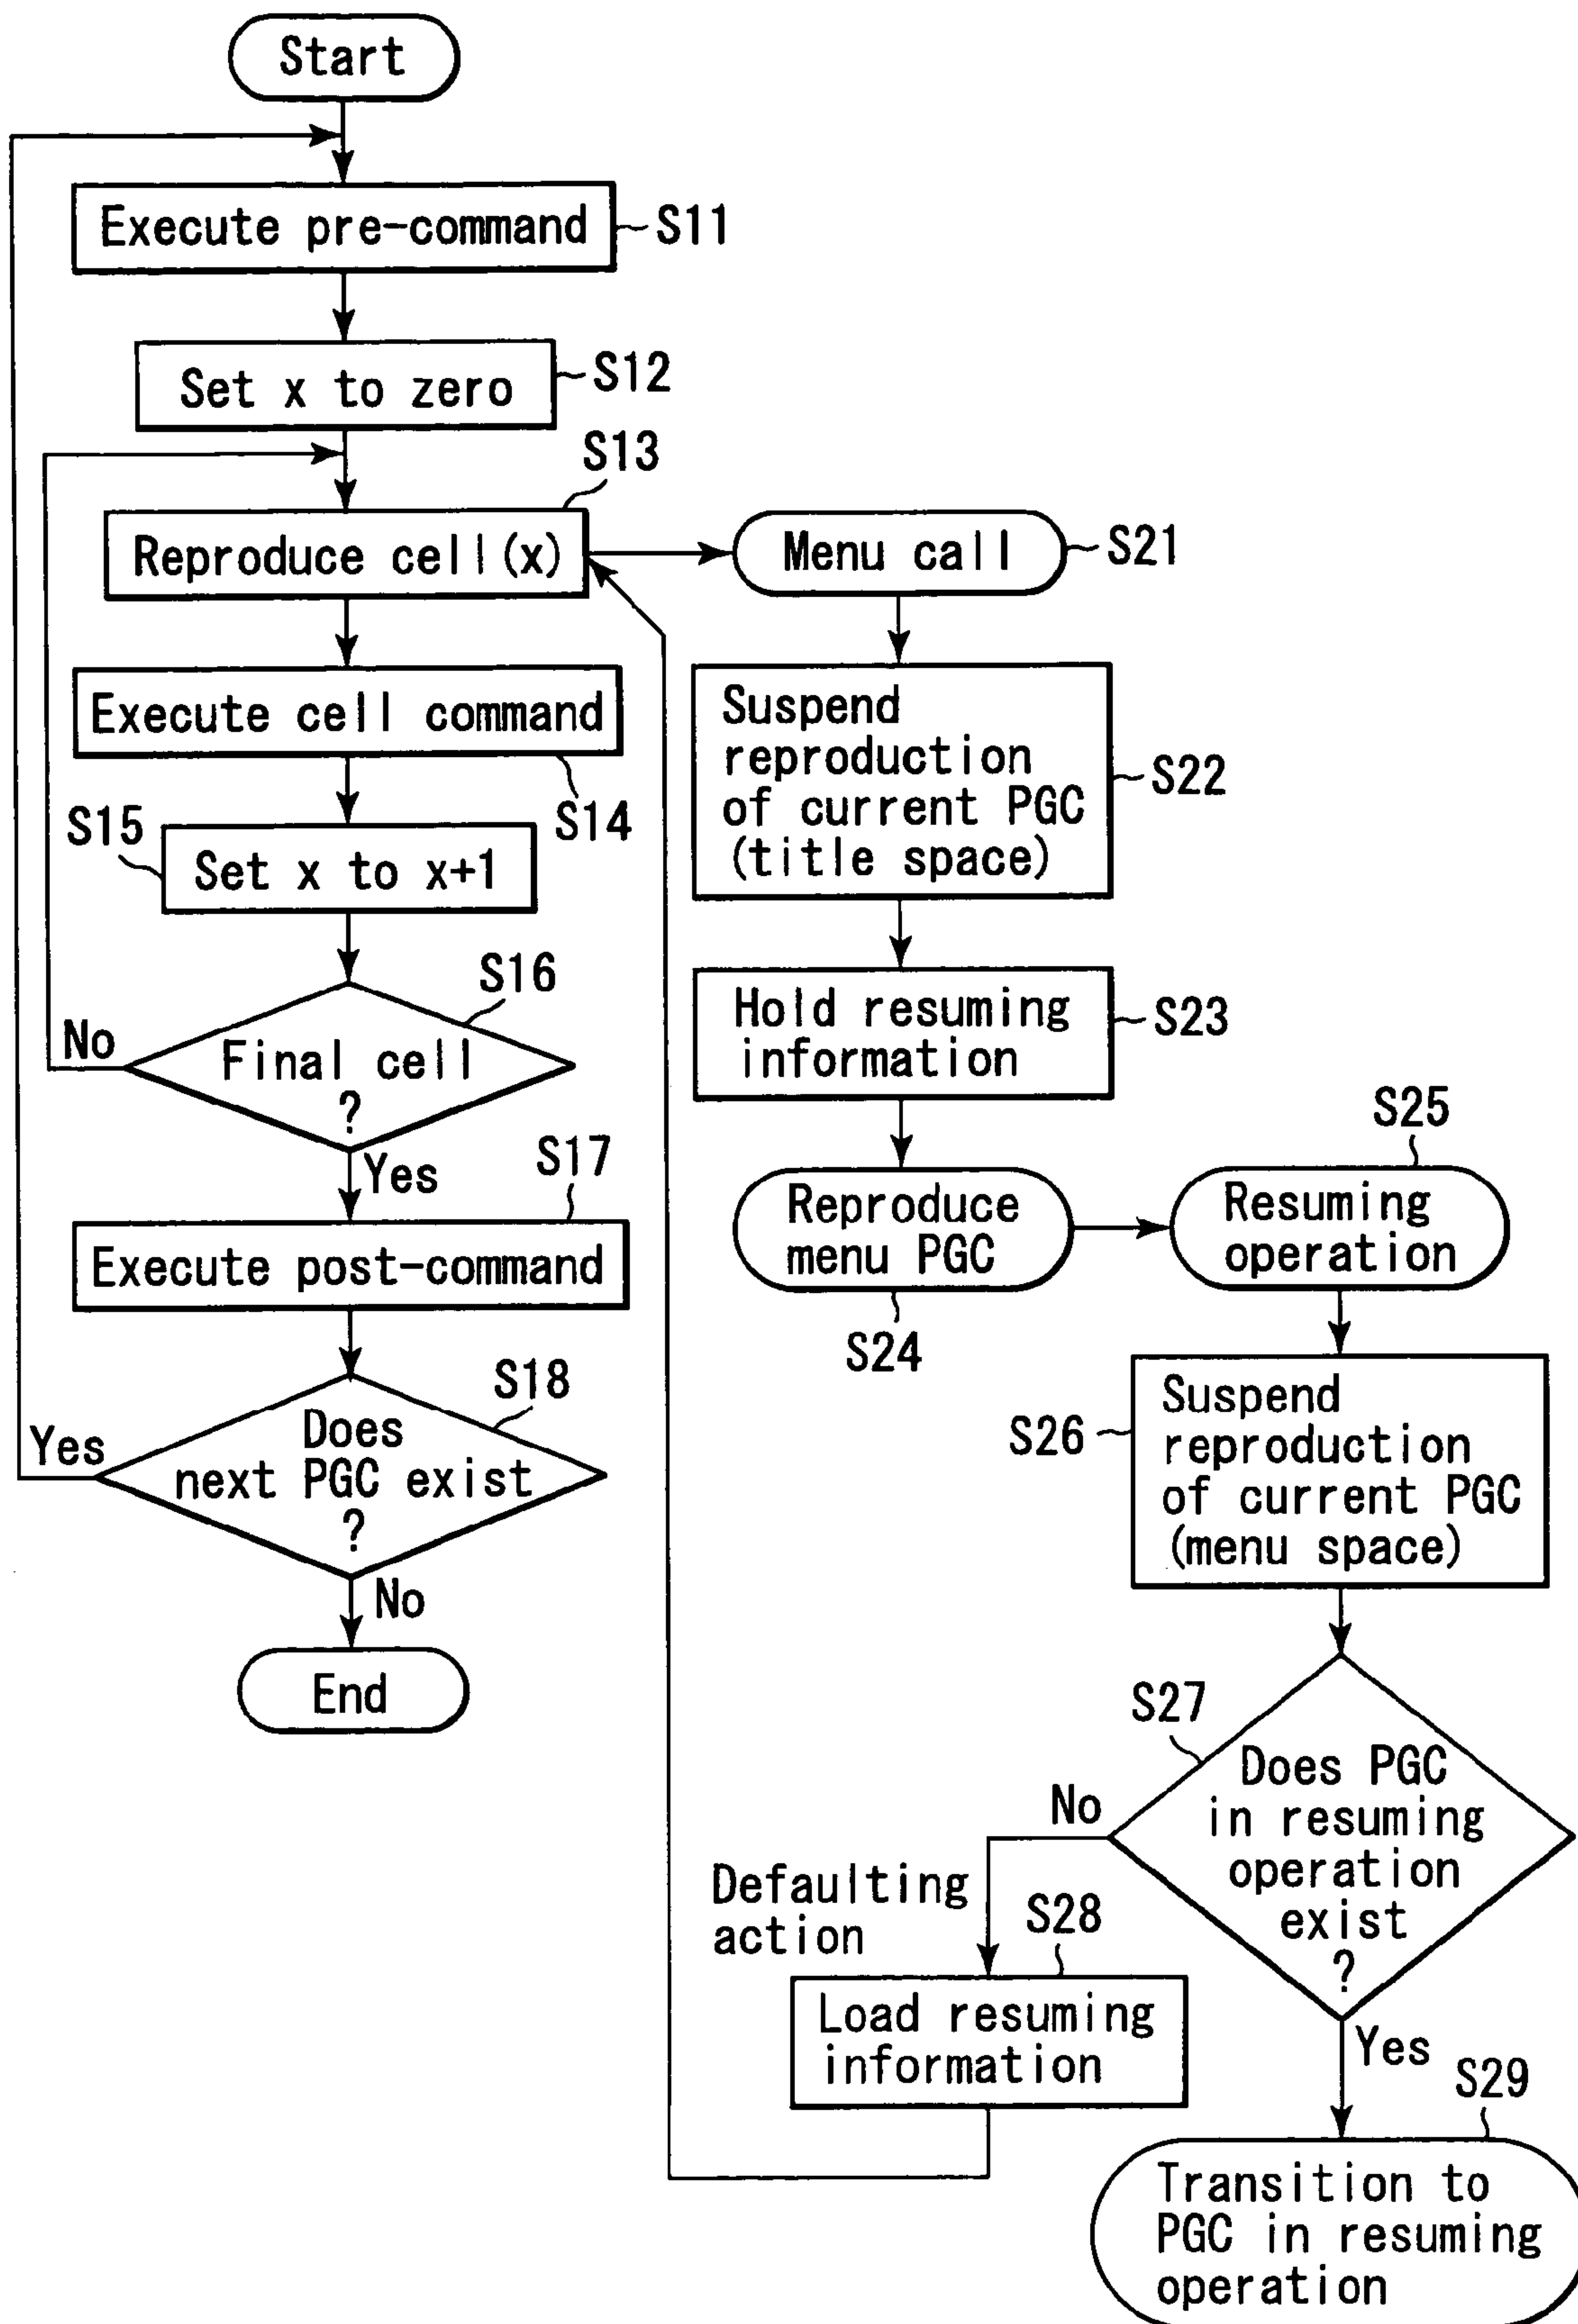 Start
Execute pre-command
S11
Set x to zero
S12
S13
Reproduce cell(x)
Execute cell command
S14
S15
Set x to x+1
S16
No
Final cell
?
Yes
S17
Execute post-command
S18
Yes
Does
next PGC exist
?
No
End
Menu call
S21
Suspend
reproduction
of current PGC
(title space)
S22
Hold resuming
information
S23
Reproduce
menu PGC
S24
S25
Resuming
operation
S26
Suspend
reproduction
of current PGC
(menu space)
S27
Does PGC
in resuming
operation
exist
?
No
Defaulting
action
S28
Load resuming
information
Yes
S29
Transition to
PGC in resuming
operation